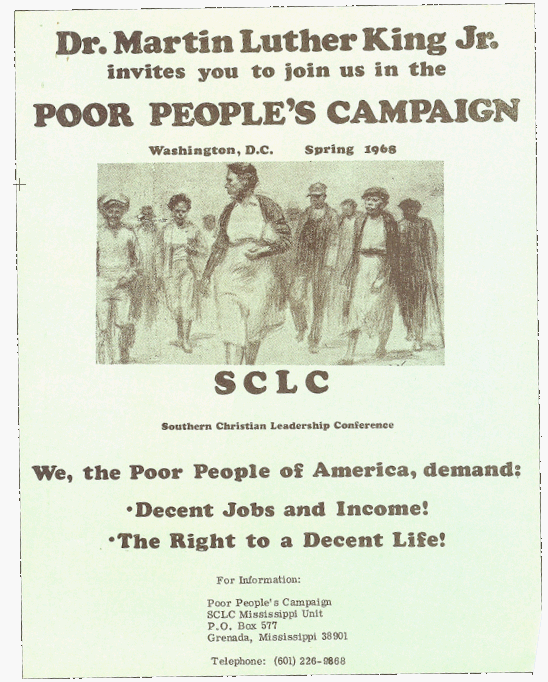 Dr. Martin Luther King Jr.
invites you to join us in the
POOR PEOPLE'S CAMPAIGN
Washington, D.C. Spring 1968
SCLC
Southern Christian Leadership Conference
We, the Poor People of America, demand:
•Decent Jobs and Income!
•The Right to a Decent Life!
For Information:
Poor People's Campaign
SCLC Mississippi Unit
P.O. Box 577
Grenada, Mississippi 38901
Telephone: (601) 226-9868